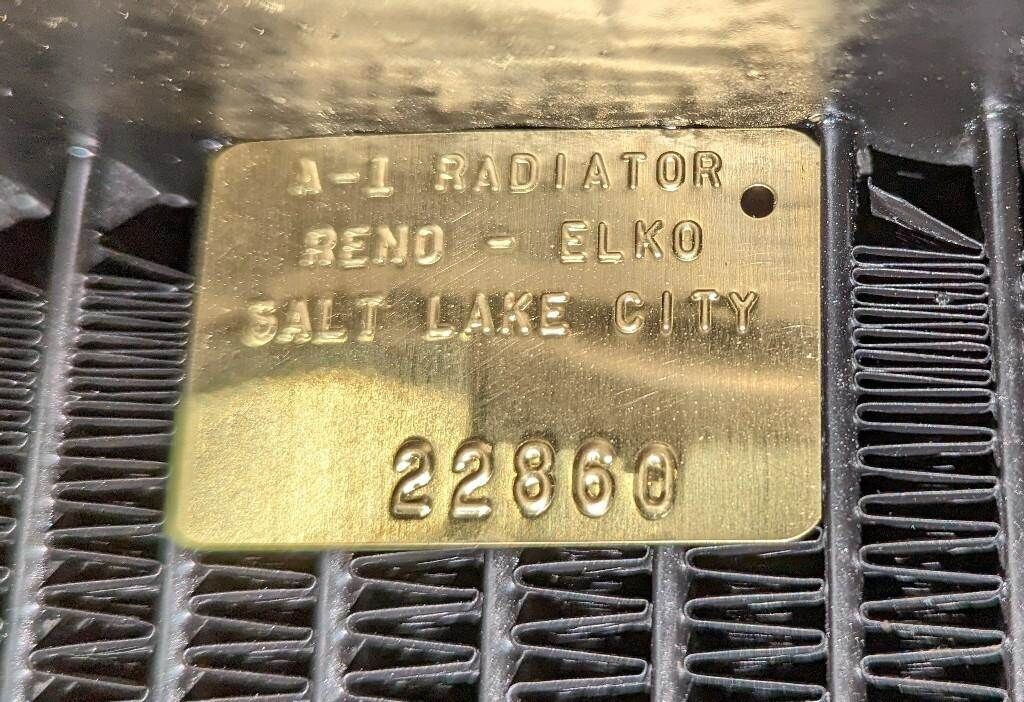 A-1 RADIATOR
RENO - ELKO
SALT LAKE CITY
22860